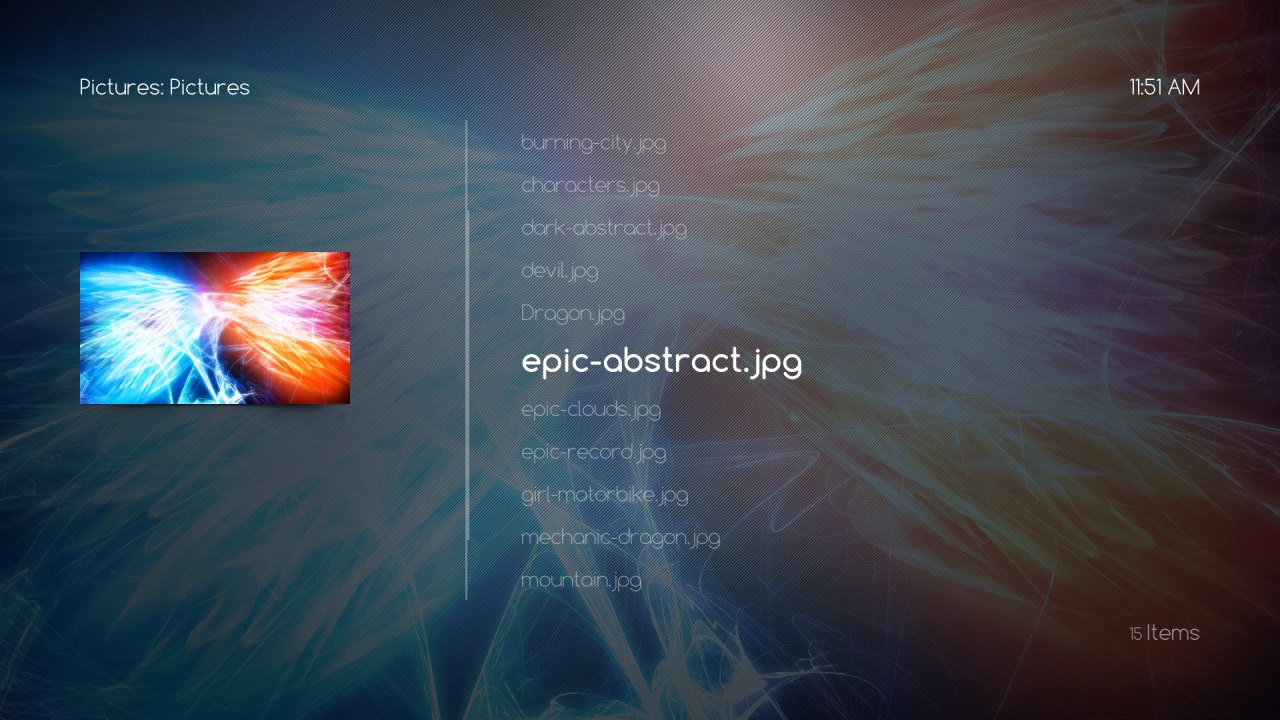 Pictures: Pictures
11:51 AM
burning-city.jpg
characters.jpg
dark-abstract.jpg
devil.jpg
Dragon.jpg
epic-abstract.jpg
epic-clouds.jpg
epic-record.jpg
girl-motorbike.jpg
mechanic-dragon.jpg
mountain.jpg
15 Items